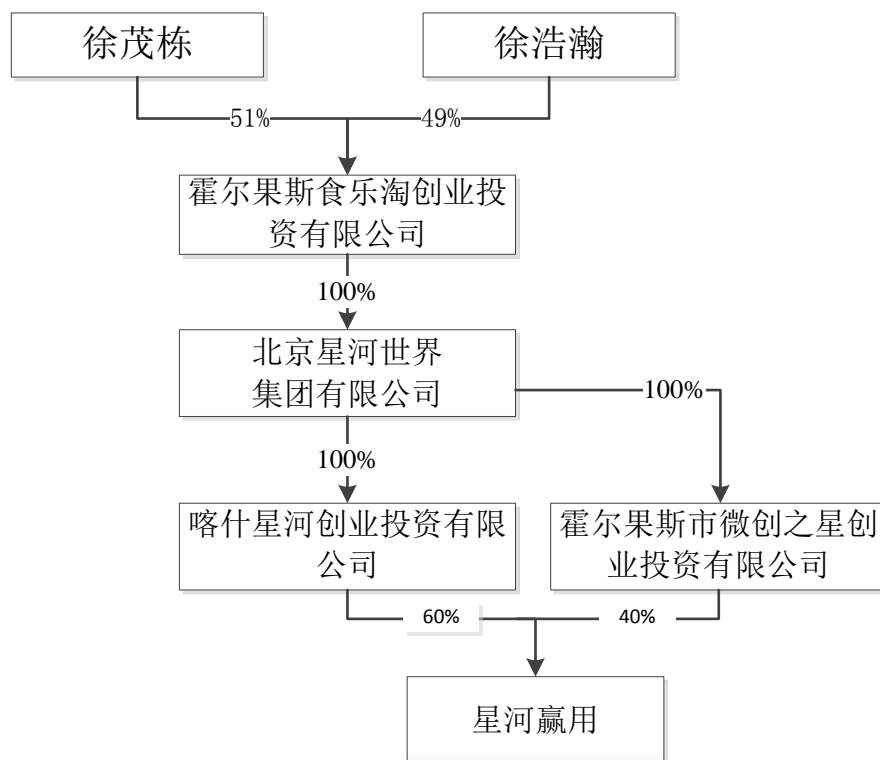 徐茂栋
徐浩瀚
51%
49%
霍尔果斯食乐淘创业投
资有限公司
100%
北京星河世界
集团有限公司
100%
100%
喀什星河创业投资有限
公司
霍尔果斯市微创之星创
业投资有限公司
60%
40%
星河赢用